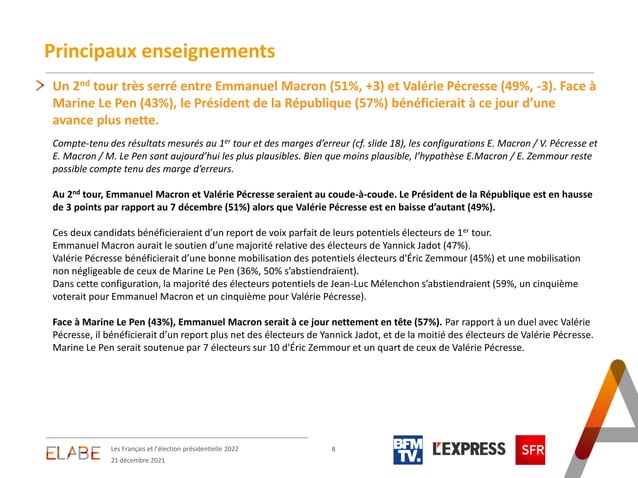 Principaux enseignements
Un 2nd tour très serré entre Emmanuel Macron (51%, +3) et Valérie Pécresse (49%, -3). Face à
Marine Le Pen (43%), le Président de la République (57%) bénéficierait à ce jour d'une
avance plus nette.
Compte-tenu des résultats mesurés au 1er tour et des marges d'erreur (cf. slide 18), les configurations E. Macron / V. Pécresse et
E. Macron / M. Le Pen sont aujourd'hui les plus plausibles. Bien que moins plausible, l'hypothèse E.Macron / E. Zemmour reste
possible compte tenu des marge d'erreurs.
Au 2nd tour, Emmanuel Macron et Valérie Pécresse seraient au coude-à-coude. Le Président de la République est en hausse
de 3 points par rapport au 7 décembre (51%) alors que Valérie Pécresse est en baisse d'autant (49%).
Ces deux candidats bénéficieraient d'un report de voix parfait de leurs potentiels électeurs de 1er tour.
Emmanuel Macron aurait le soutien d'une majorité relative des électeurs de Yannick Jadot (47%).
Valérie Pécresse bénéficierait d'une bonne mobilisation des potentiels électeurs d'Éric Zemmour (45%) et une mobilisation
non négligeable de ceux de Marine Le Pen (36%, 50% s'abstiendraient).
Dans cette configuration, la majorité des électeurs potentiels de Jean-Luc Mélenchon s'abstiendraient (59%, un cinquième
voterait pour Emmanuel Macron et un cinquième pour Valérie Pécresse).
Face à Marine Le Pen (43%), Emmanuel Macron serait à ce jour nettement en tête (57%). Par rapport à un duel avec Valérie
Pécresse, il bénéficierait d'un report plus net des électeurs de Yannick Jadot, et de la moitié des électeurs de Valérie Pécresse.
Marine Le Pen serait soutenue par 7 électeurs sur 10 d'Éric Zemmour et un quart de ceux de Valérie Pécresse.
ELABE
Les Français et l'élection présidentielle 2022
21 décembre 2021
8
BFM
TV.
L'EXPRESS
SFR